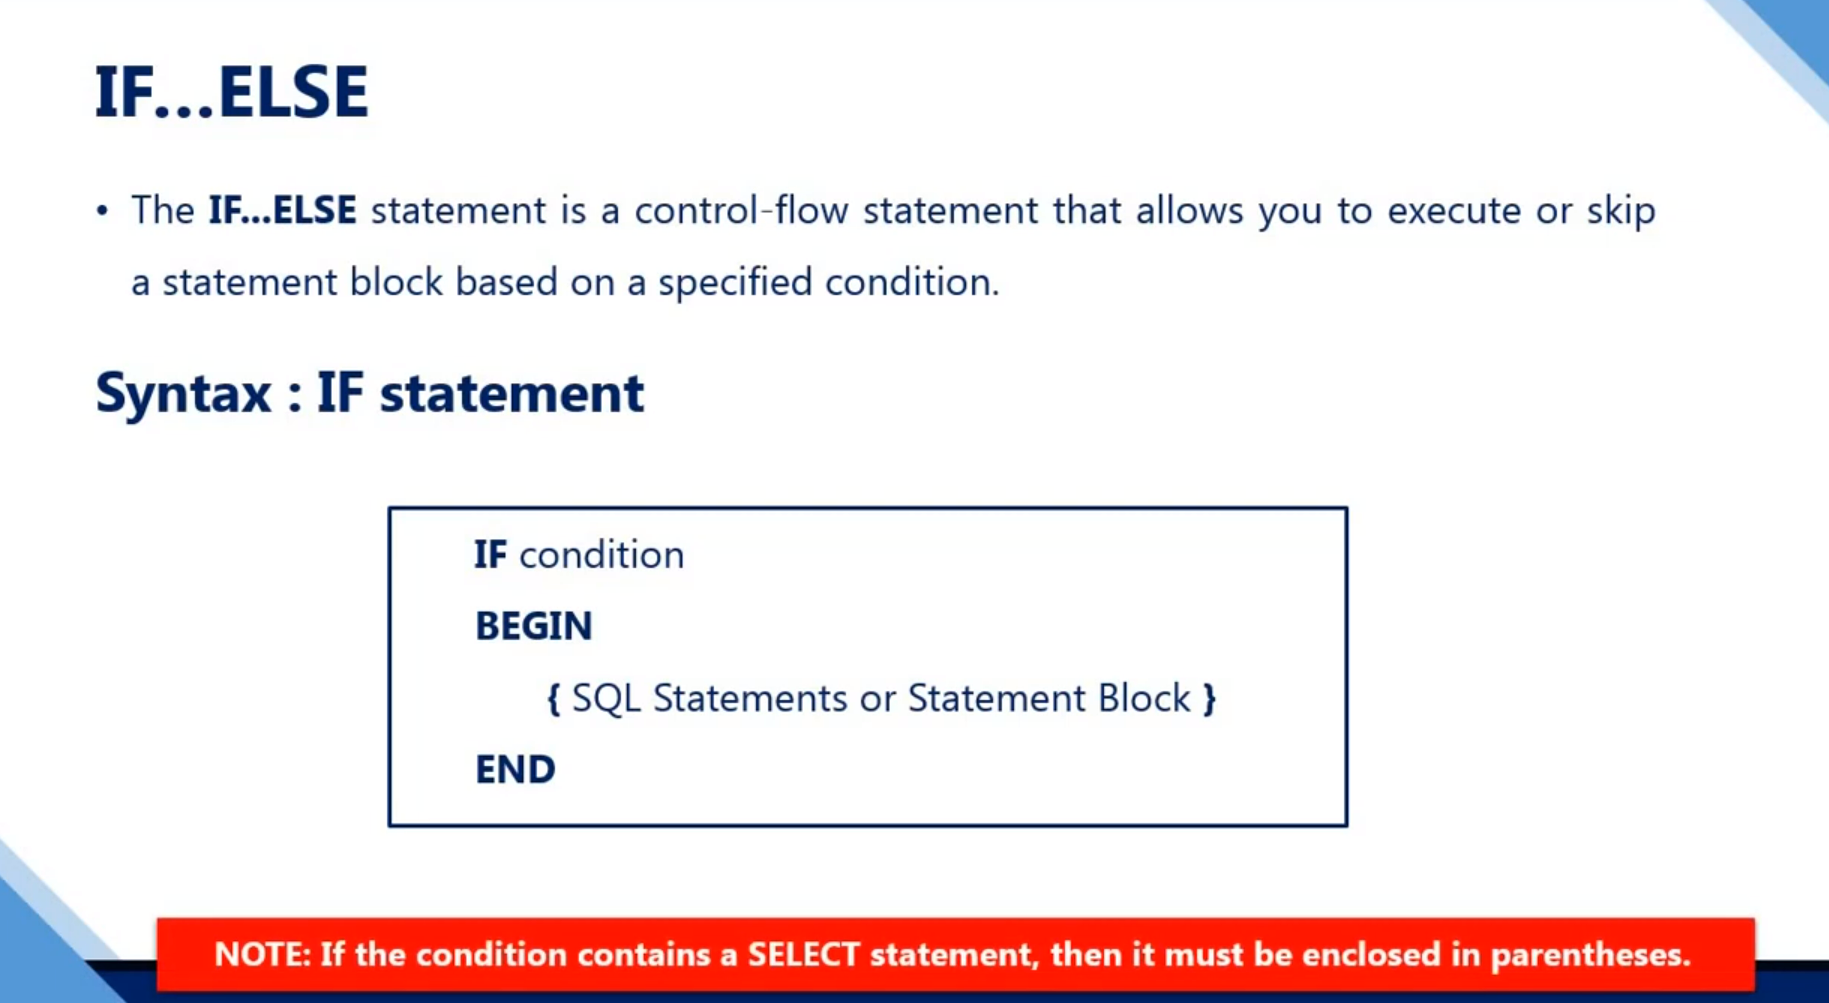 IF...ELSE
• The IF...ELSE statement is a control-flow statement that allows you to execute or skip
a statement block based on a specified condition.
Syntax : IF statement
IF condition
BEGIN
{ SQL Statements or Statement Block }
END
NOTE: If the condition contains a SELECT statement, then it must be enclosed in parentheses.